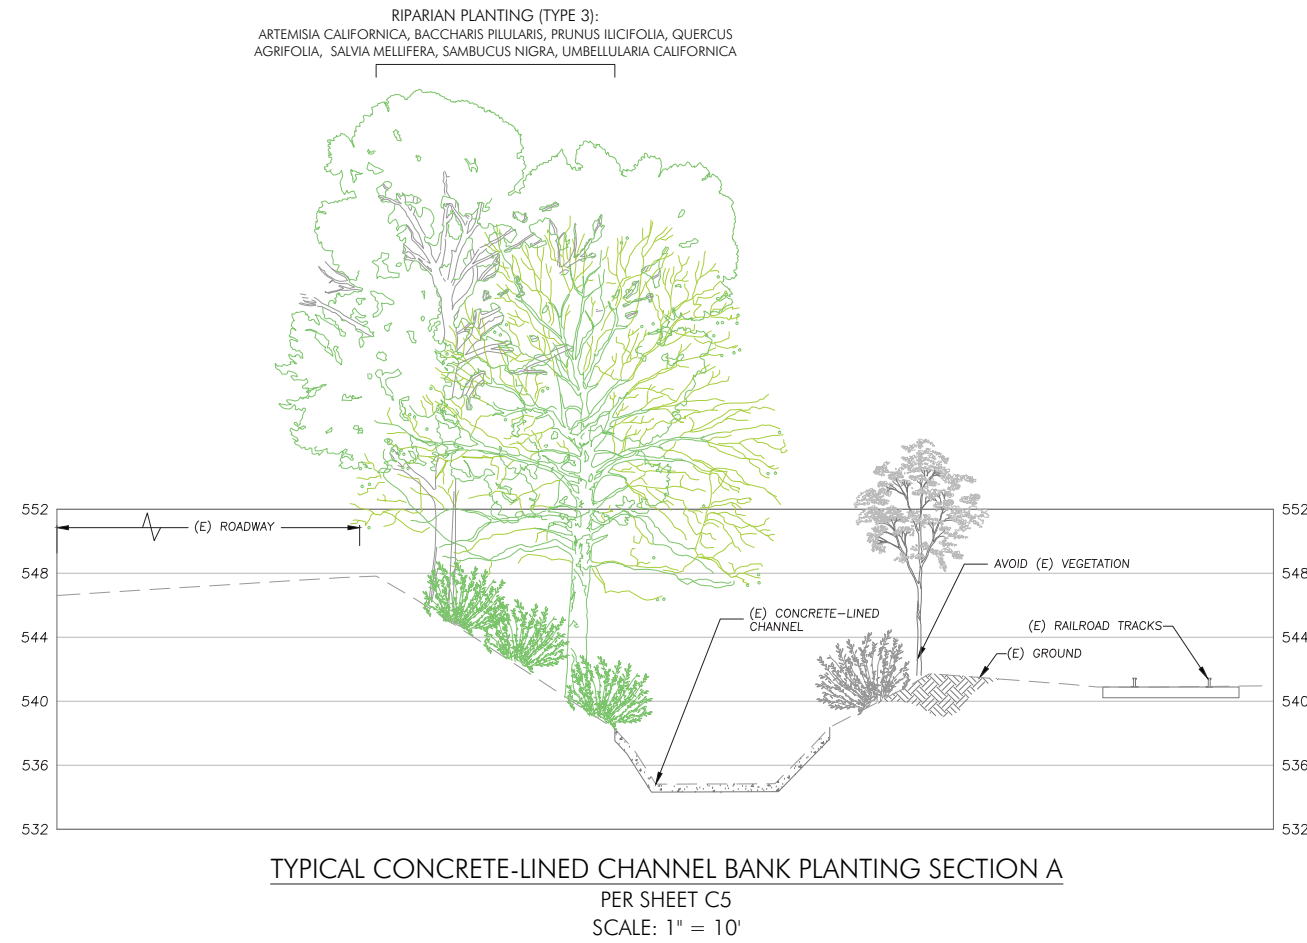 RIPARIAN PLANTING (TYPE 3):
ARTEMISIA CALIFORNICA, BACCHARIS PILULARIS, PRUNUS ILICIFOLIA, QUERCUS
AGRIFOLIA, SALVIA MELLIFERA, SAMBUCUS NIGRA, UMBELLULARIA CALIFORNICA
552
552
(E) ROADWAY
AVOID (E) VEGETATION
548
548
(E) CONCRETE-LINED
CHANNEL
(E) RAILROAD TRACKS
544
544
(E) GROUND
540
540
536
536
532
532
TYPICAL CONCRETE-LINED CHANNEL BANK PLANTING SECTION A
PER SHEET C5
SCALE: 1" = 10'